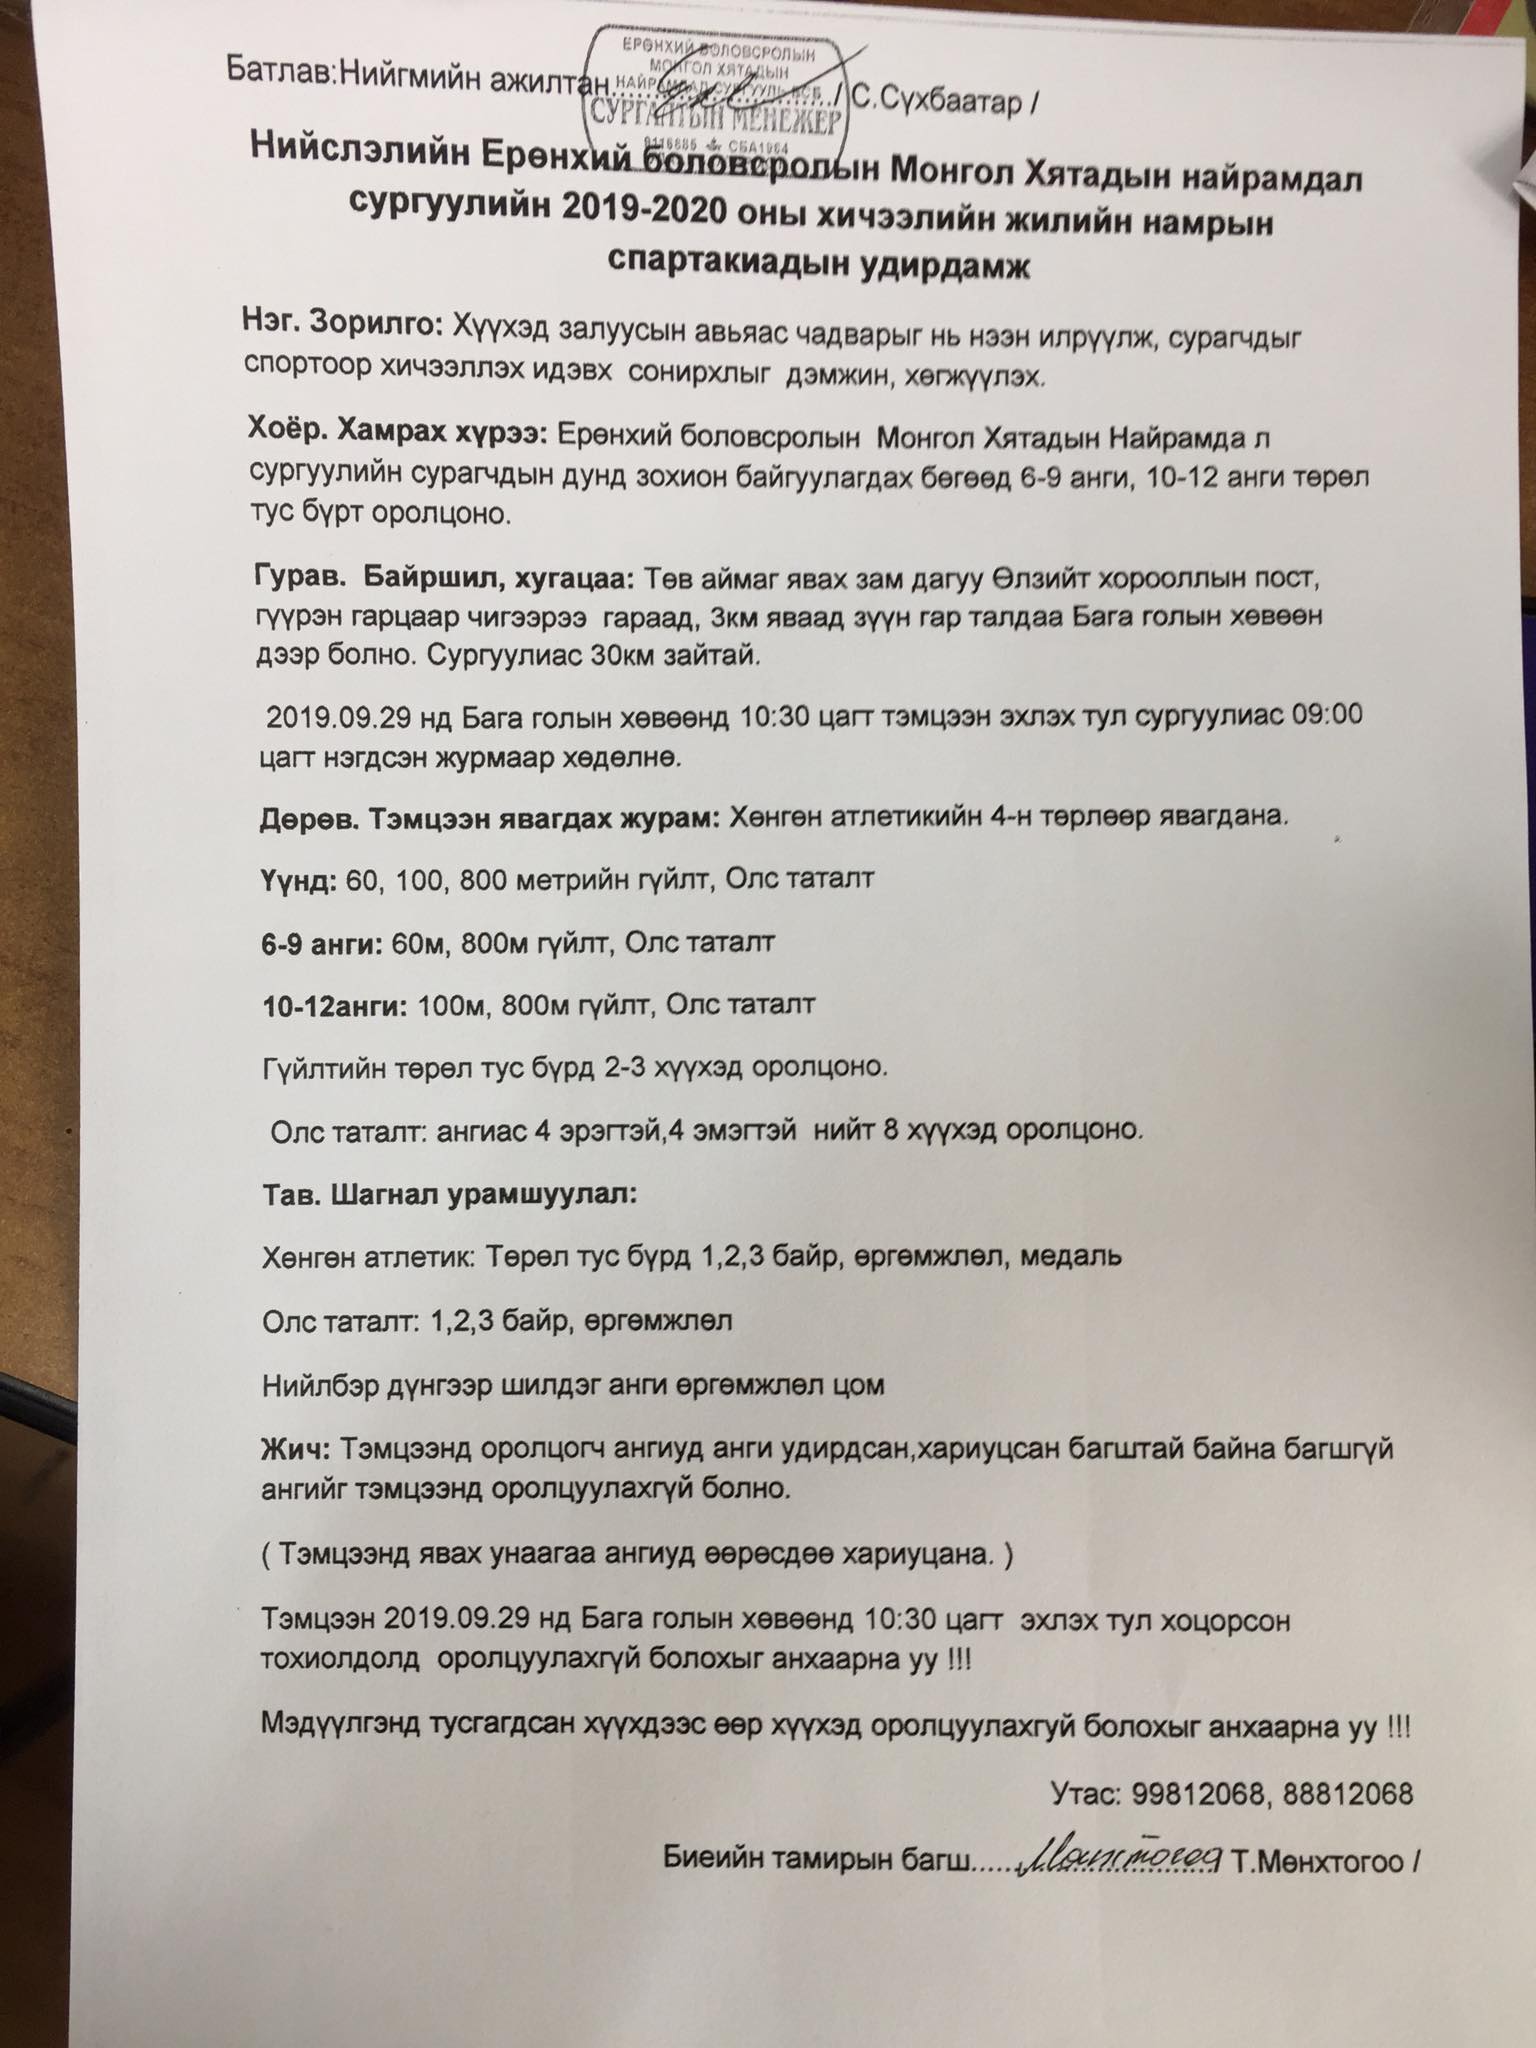 Батлав:Нийгмийн ажилтан................................/ С.Сүхбаатар /
ЕРӨНХИЙ БОЛОВСРОЛЫН
МОНГОЛ ХЯТАДЫН
НАЙРАМДАЛ СУРГУУЛЬ
СУРГАЛТЫН МЕНЕЖЕР
9116685 СБА1964
Нийслэлийн Ерөнхий боловсролын Монгол Хятадын найрамдал
сургуулийн 2019-2020 оны хичээлийн жилийн намрын
спартакиадын удирдамж
Нэг. Зорилго: Хүүхэд залуусын авьяас чадварыг нь нээн илрүүлж, сурагчдыг
спортоор хичээллэх идэвх сонирхлыг дэмжин, хөгжүүлэх.
Хоёр. Хамрах хүрээ: Ерөнхий боловсролын Монгол Хятадын Найрамда л
сургуулийн сурагчдын дунд зохион байгуулагдах бөгөөд 6-9 анги, 10-12 анги төрөл
тус бүрт оролцоно.
Гурав. Байршил, хугацаа: Төв аймаг явах зам дагуу Өлзийт хорооллын пост,
гүүрэн гарцаар чигээрээ гараад, 3км яваад зүүн гар талдаа Бага голын хөвөөн
дээр болно. Сургуулиас 30км зайтай.
2019.09.29 нд Бага голын хөвөөнд 10:30 цагт тэмцээн эхлэх тул сургуулиас 09:00
цагт нэгдсэн журмаар хөдөлнө.
Дөрөв. Тэмцээн явагдах журам: Хөнгөн атлетикийн 4-н төрлөөр явагдана.
Үүнд: 60, 100, 800 метрийн гүйлт, Олс таталт
6-9 анги: 60м, 800м гүйлт, Олс таталт
10-12анги: 100м, 800м гүйлт, Олс таталт
Гүйлтийн төрөл тус бүрд 2-3 хүүхэд оролцоно.
Олс таталт: ангиас 4 эрэгтэй,4 эмэгтэй нийт 8 хүүхэд оролцоно.
Тав. Шагнал урамшуулал:
Хөнгөн атлетик: Төрөл тус бүрд 1,2,3 байр, өргөмжлөл, медаль
Олс таталт: 1,2,3 байр, өргөмжлөл
Нийлбэр дүнгээр шилдэг анги өргөмжлөл цом
Жич: Тэмцээнд оролцогч ангиуд анги удирдсан,хариуцсан багштай байна багшгүй
ангийг тэмцээнд оролцуулахгүй болно.
( Тэмцээнд явах унаагаа ангиуд өөрөсдөө хариуцана. )
Тэмцээн 2019.09.29 нд Бага голын хөвөөнд 10:30 цагт эхлэх тул хоцорсон
тохиолдолд оролцуулахгүй болохыг анхаарна уу !!!
Мэдүүлгэнд тусгагдсан хүүхдээс өөр хүүхэд оролцуулахгуй болохыг анхаарна уу !!!
Утас: 99812068, 88812068
Биеийн тамирын багш................................/ Т.Мөнхтогоо /